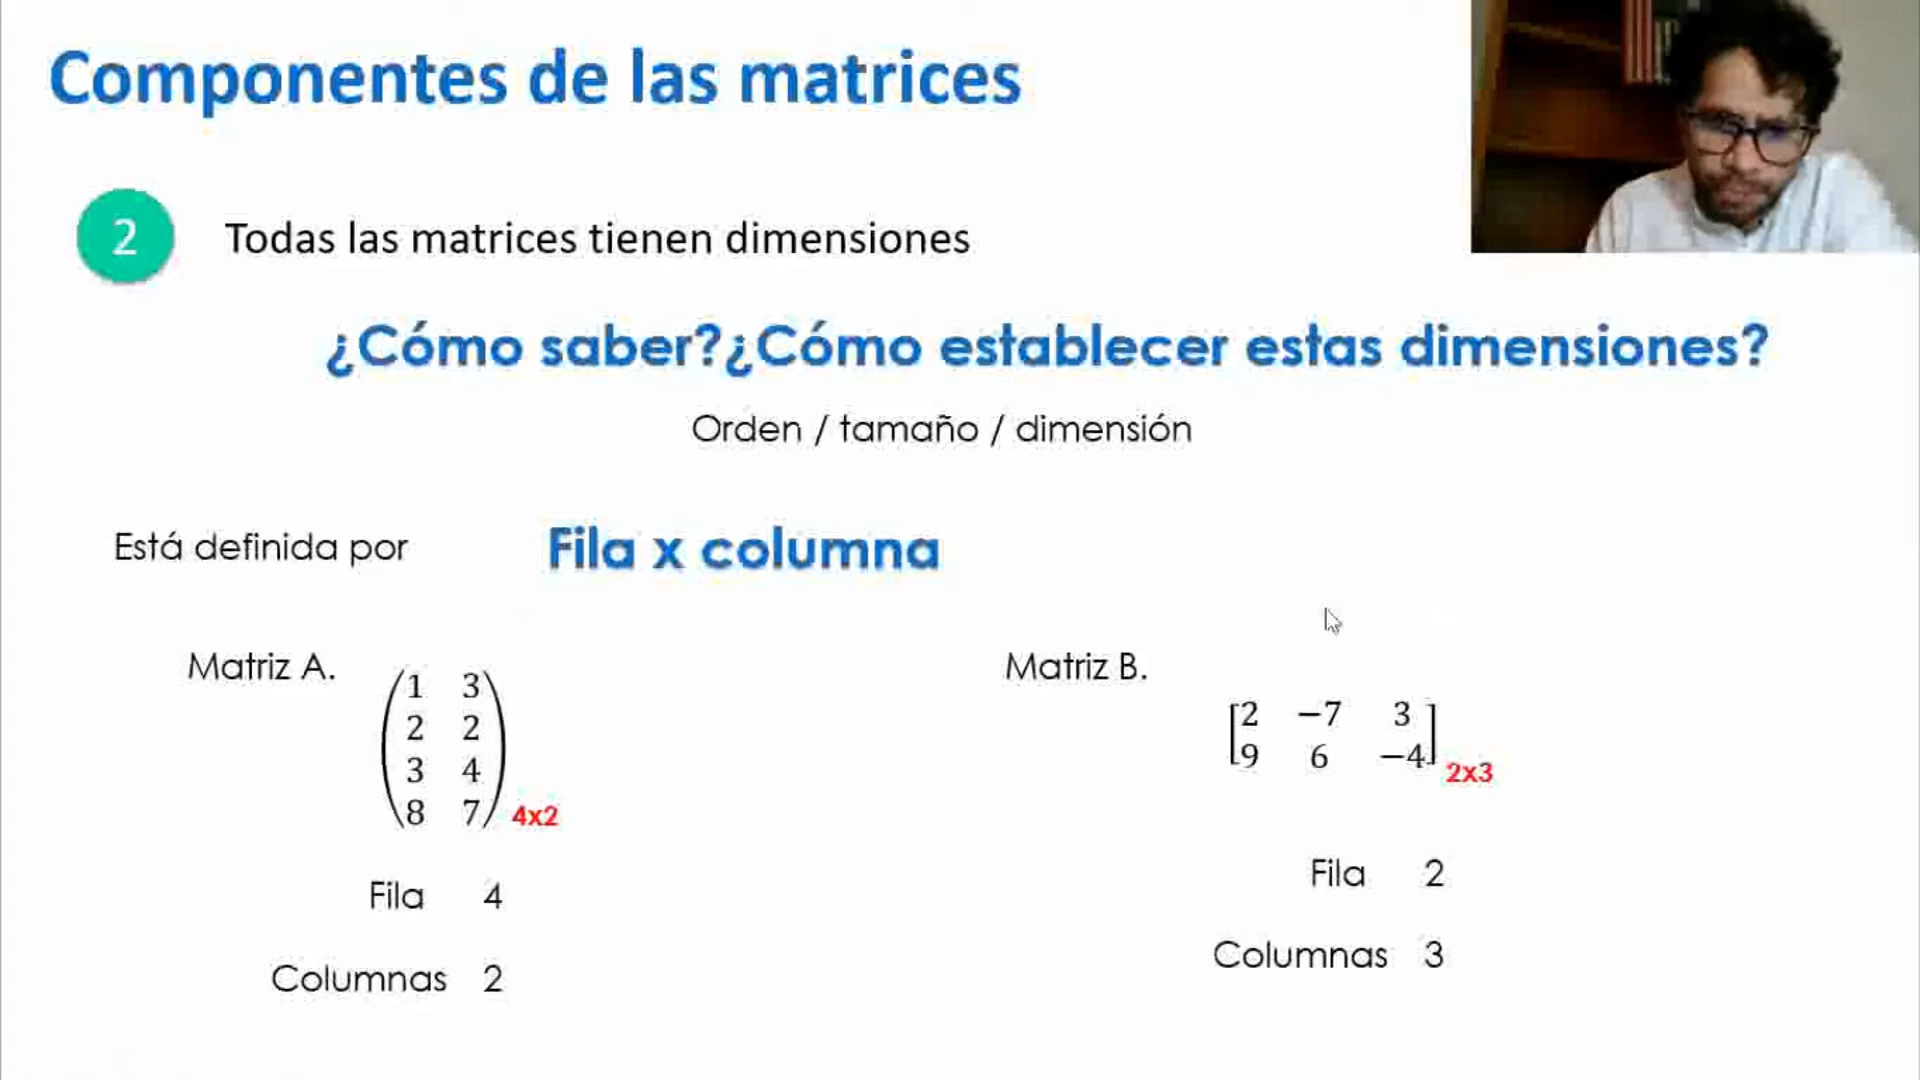 Componentes de las matrices
2 Todas las matrices tienen dimensiones
¿Cómo saber?¿Cómo establecer estas dimensiones?
Orden / tamaño / dimensión
Está definida por Fila x columna
Matriz A.
1 3
2 2
3 4
8 7
4x2
Fila 4
Columnas 2
Matriz B.
2 −7 3
9 6 −4
2x3
Fila 2
Columnas 3